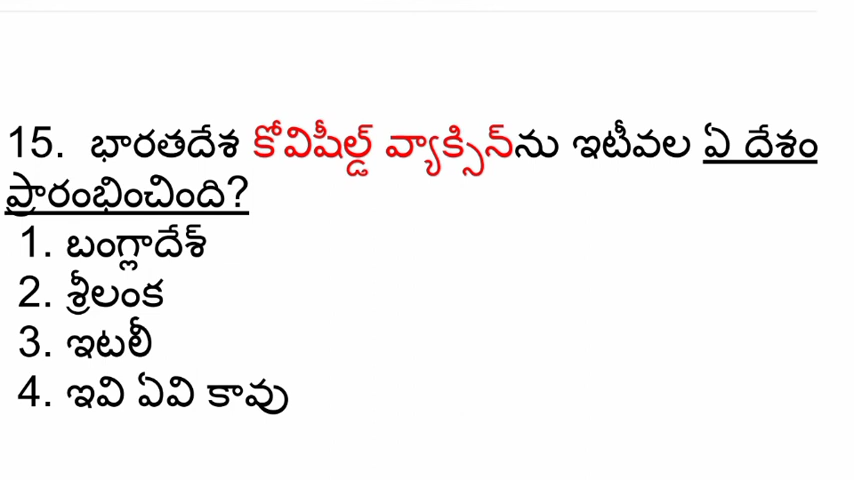 15. భారతదేశ కోవిషీల్డ్ వ్యాక్సిన్‌ను ఇటీవల ఏ దేశం
ప్రారంభించింది?
1. బంగ్లాదేశ్
2. శ్రీలంక
3. ఇటలీ
4. ఇవి ఏవి కావు